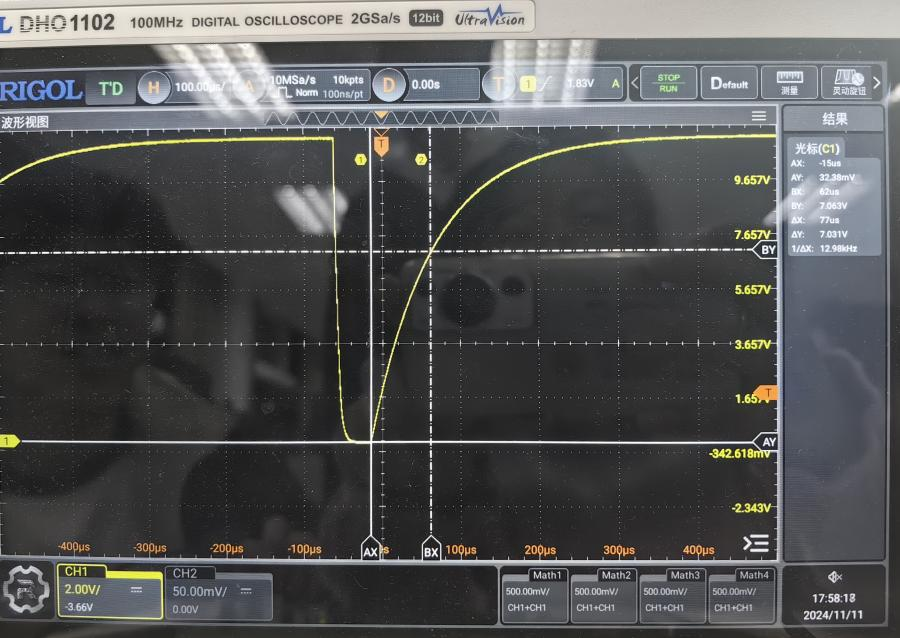 L DHO1102 100MHz DIGITAL OSCILLOSCOPE 2GSa/s 12bit UltraVision
RIGOL T'D H 100.00µs/ A 10MSa/s 10kpts D 0.00s T 1 1.83V A STOP Default
Norm 100ns/pt RUN 测量 灵动旋钮
波形视图 结果
T
1 2
光标(C1)
AX: -15us
AY: 32.38mV
BX: 62us
BY: 7.063V
ΔX: 77us
ΔY: 7.031V
1/ΔX: 12.98kHz
9.657V
7.657V
BY
5.657V
3.657V
T
1.657V
1 AY
-342.618mV
-2.343V
-400µs -300µs -200µs -100µs AX BX 100µs 200µs 300µs 400µs
CH1 CH2 Math1 Math2 Math3 Math4
2.00V/ 50.00mV/ 500.00mV/ 500.00mV/ 500.00mV/ 500.00mV/
-3.66V 0.00V CH1+CH1 CH1+CH1 CH1+CH1 CH1+CH1
17:58:13
2024/11/11